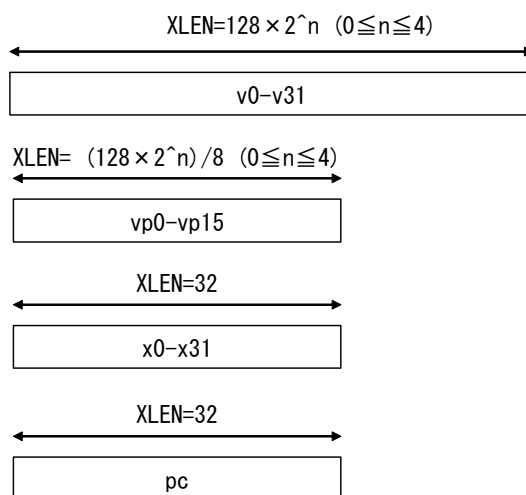 XLEN=128×2^n (0≦n≦4)
v0-v31
XLEN= (128×2^n)/8 (0≦n≦4)
vp0-vp15
XLEN=32
x0-x31
XLEN=32
pc